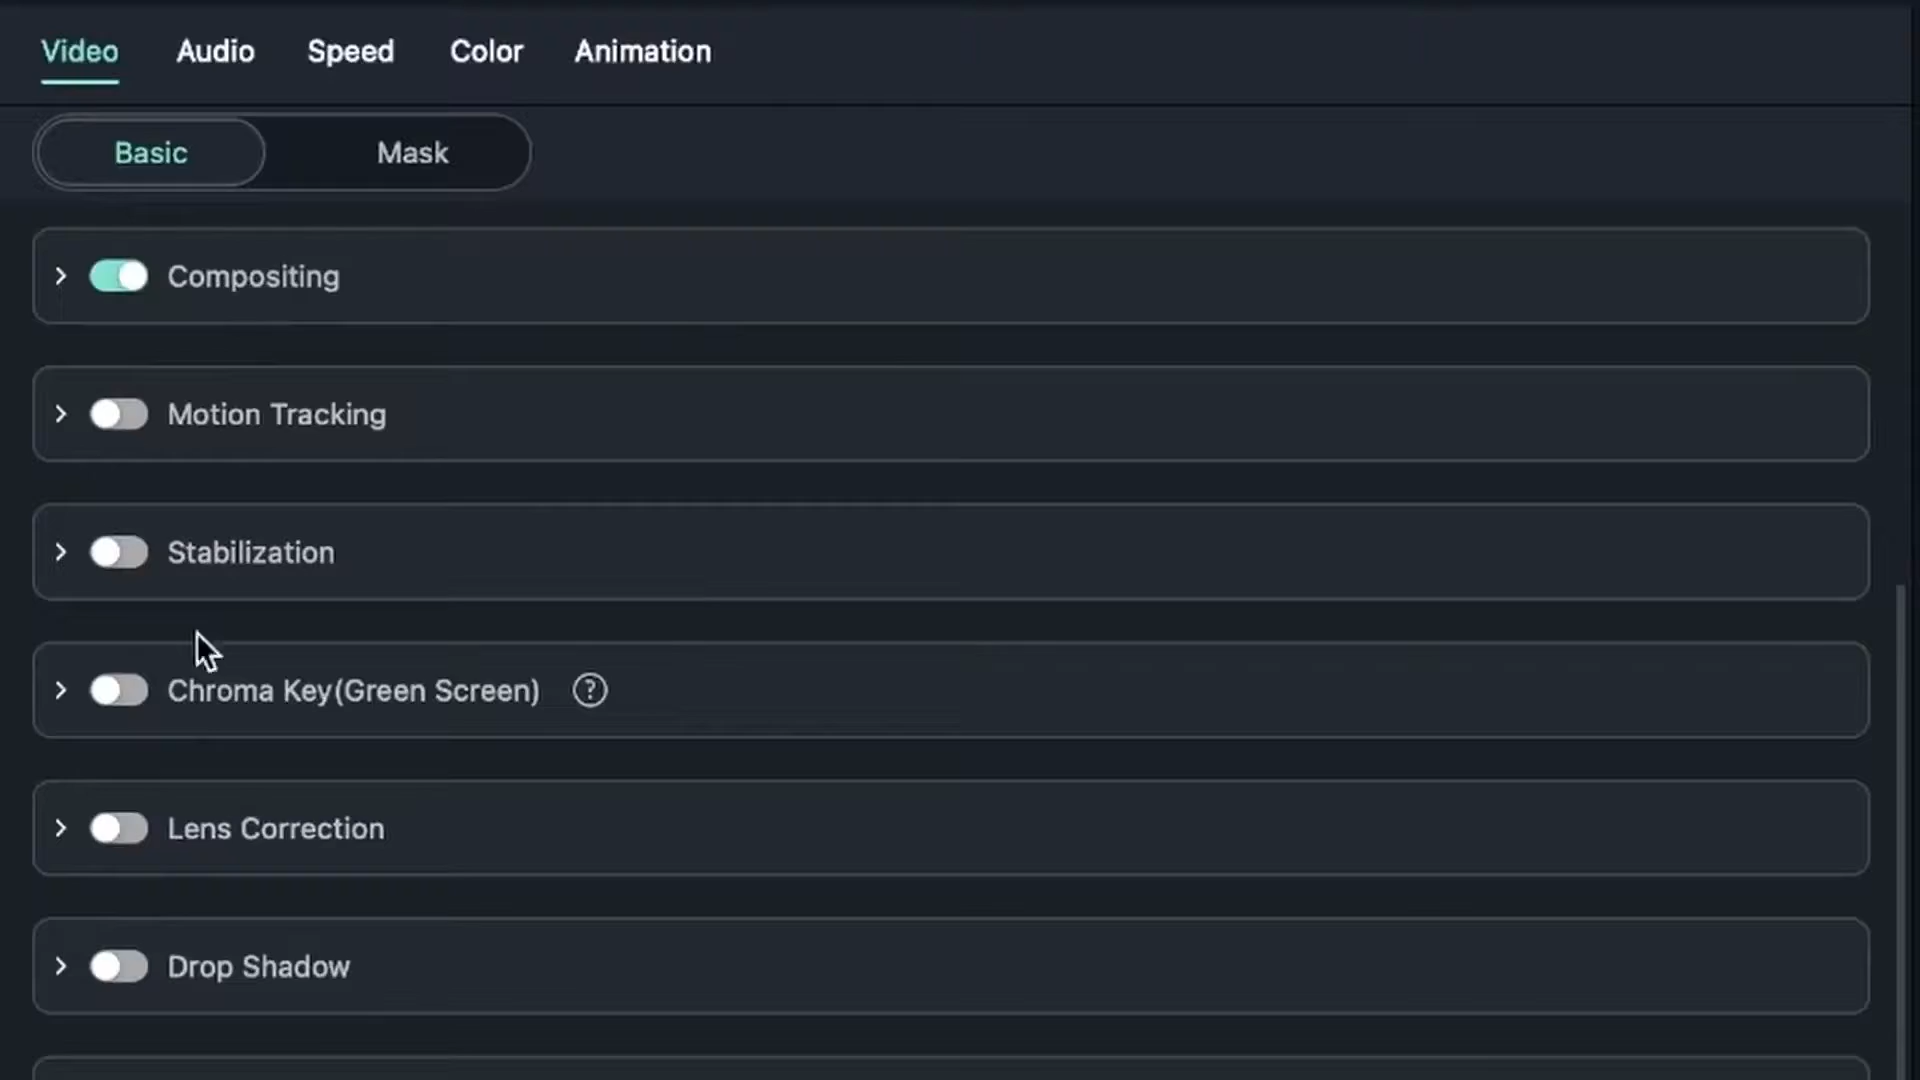 Video Audio Speed Color Animation
Basic Mask
Compositing
Motion Tracking
Stabilization
Chroma Key(Green Screen) ?
Lens Correction
Drop Shadow